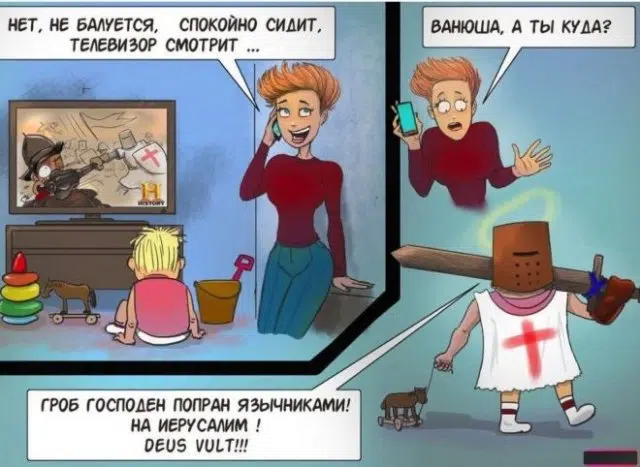 НЕТ, НЕ БАЛУЕТСЯ, СПОКОЙНО СИДИТ,
ТЕЛЕВИЗОР СМОТРИТ ...
HISTORY
ВАНЮША, А ТЫ КУДА?
ГРОБ ГОСПОДЕН ПОПРАН ЯЗЫЧНИКАМИ!
НА ИЕРУСАЛИМ !
DEUS VULT!!!